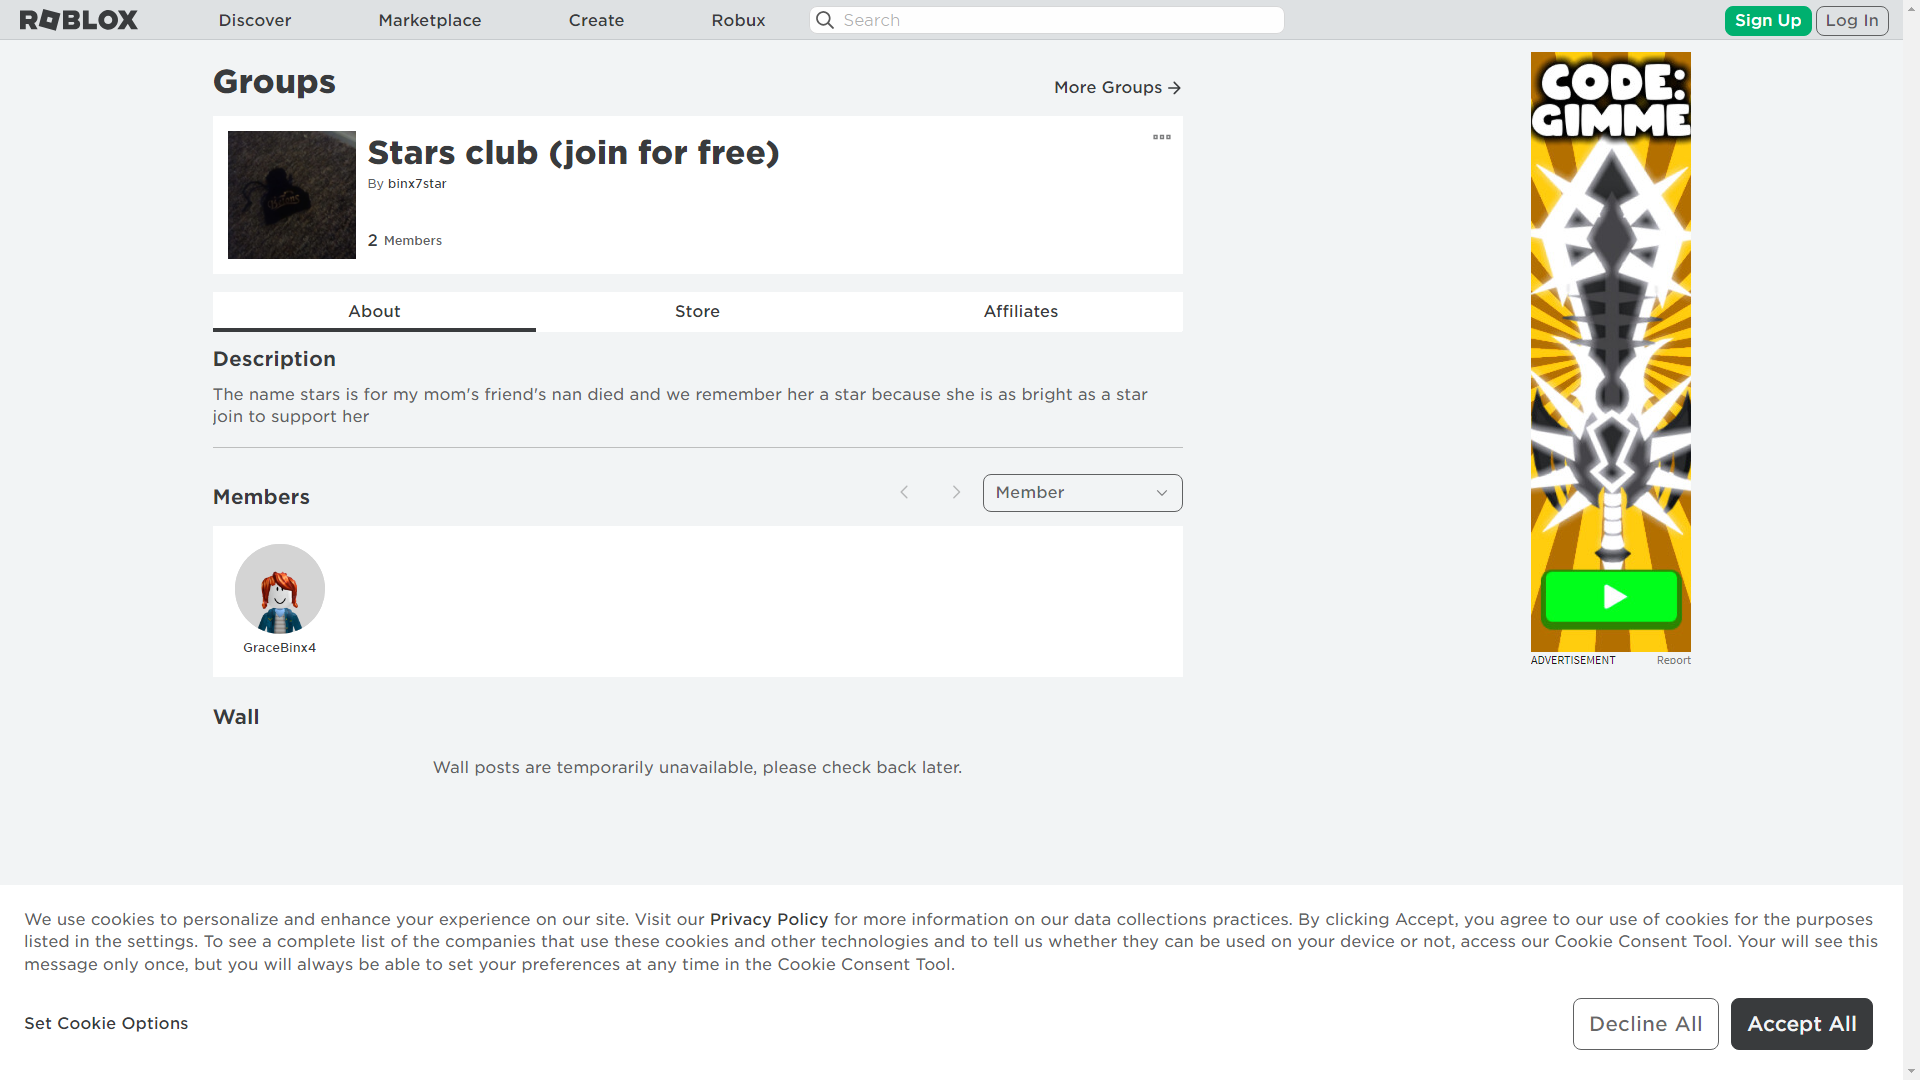 ROBLOX
Discover
Marketplace
Create
Robux
Search
Sign Up
Log In
Groups
More Groups
Stars club (join for free)
By binx7star
2 Members
About
Store
Affiliates
Description
The name stars is for my mom's friend's nan died and we remember her a star because she is as bright as a star
join to support her
Members
Member
GraceBinx4
Wall
Wall posts are temporarily unavailable, please check back later.
CODE:
GIMME
ADVERTISEMENT
Report
We use cookies to personalize and enhance your experience on our site. Visit our Privacy Policy for more information on our data collections practices. By clicking Accept, you agree to our use of cookies for the purposes
listed in the settings. To see a complete list of the companies that use these cookies and other technologies and to tell us whether they can be used on your device or not, access our Cookie Consent Tool. Your will see this
message only once, but you will always be able to set your preferences at any time in the Cookie Consent Tool.
Set Cookie Options
Decline All
Accept All